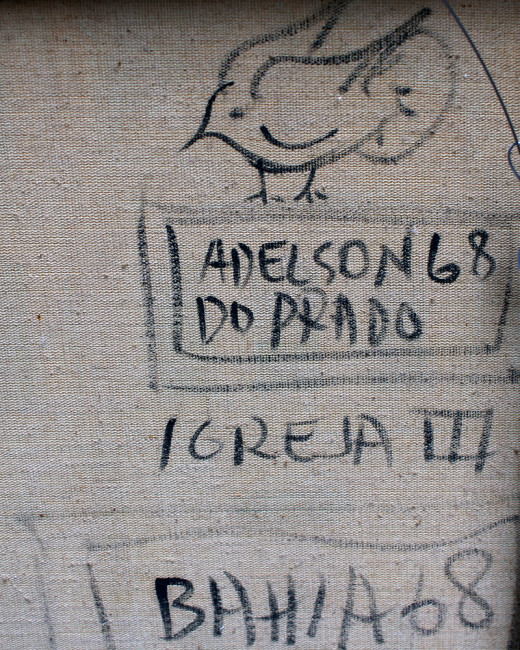 ADELSON 68
DO PRADO
IGREJA III
BAHIA 68